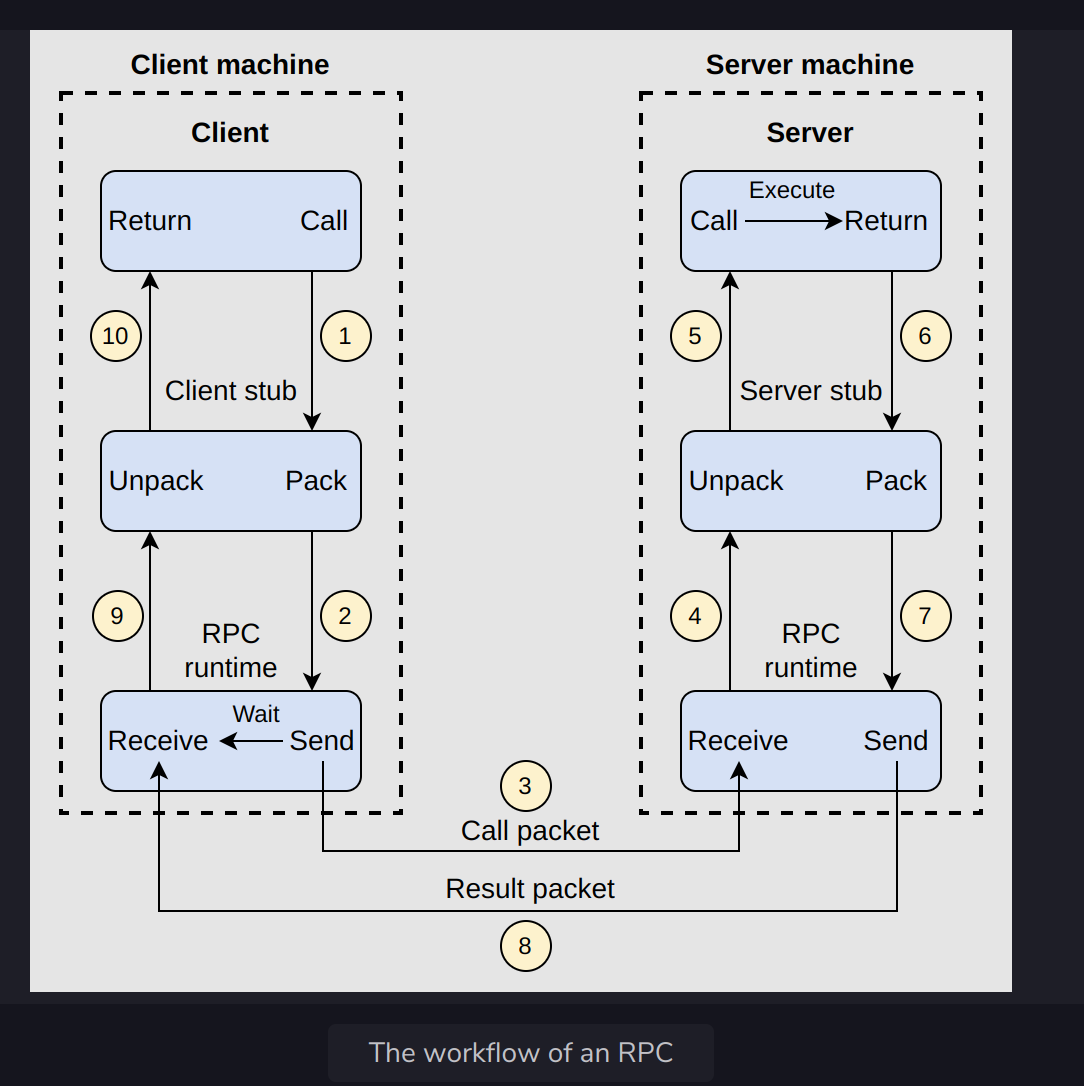 Client machine
Server machine
Client
Server
Return
Call
Execute
Call
Return
10
1
5
6
Client stub
Server stub
Unpack
Pack
Unpack
Pack
9
2
4
7
RPC
runtime
RPC
runtime
Wait
Receive
Send
Receive
Send
3
Call packet
Result packet
8
The workflow of an RPC